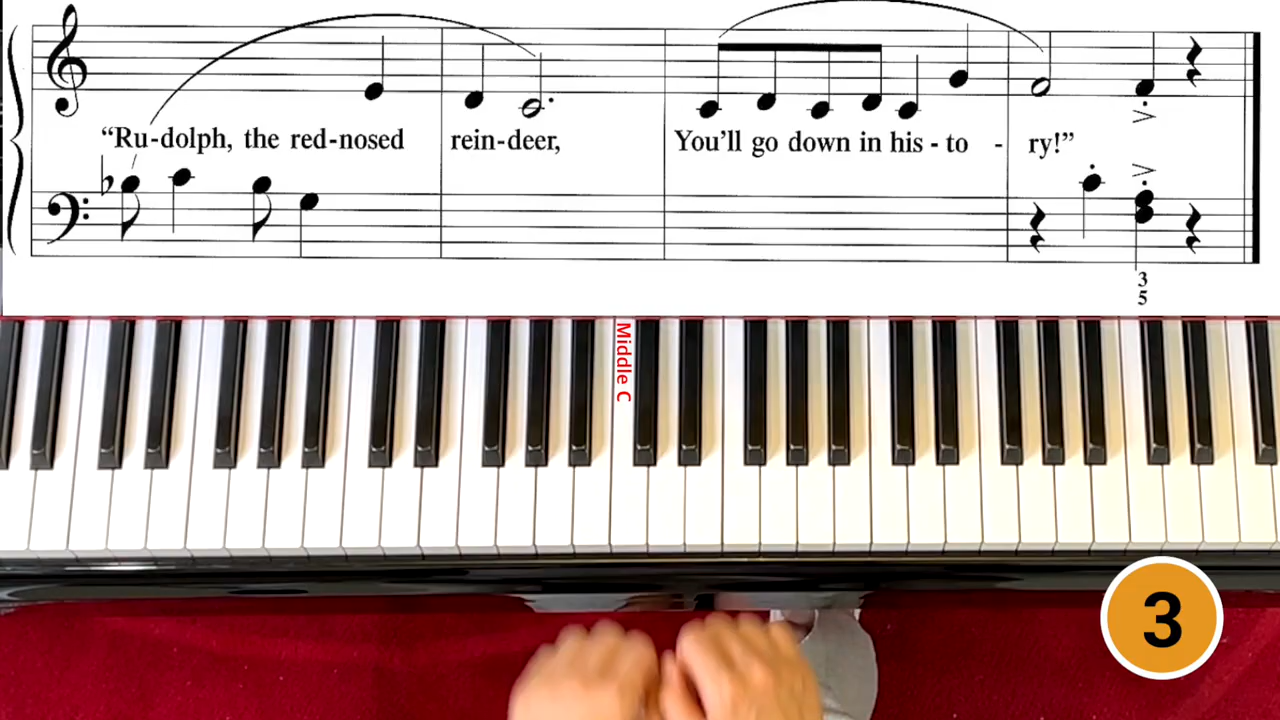 “Ru-dolph, the red-nosed rein-deer, You’ll go down in his - to - ry!”
3
5
Middle C
3